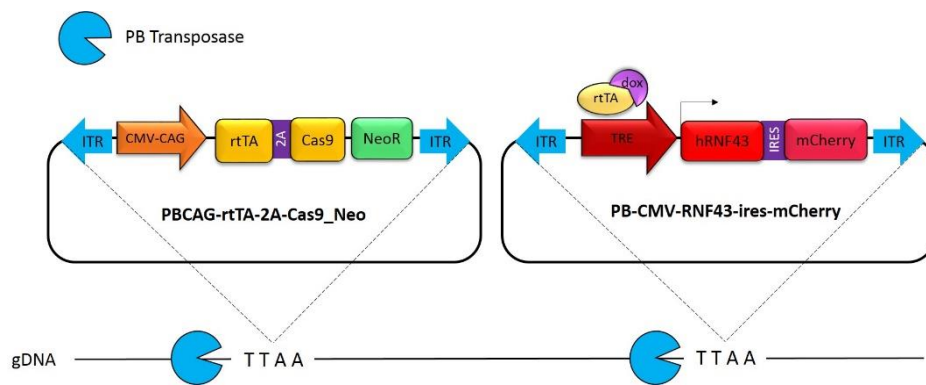 PB Transposase
dox
rtTA
ITR CMV-CAG rtTA 2A Cas9 NeoR ITR
ITR TRE hRNF43 IRES mCherry ITR
PBCAG-rtTA-2A-Cas9_Neo
PB-CMV-RNF43-ires-mCherry
gDNA TTAA TTAA